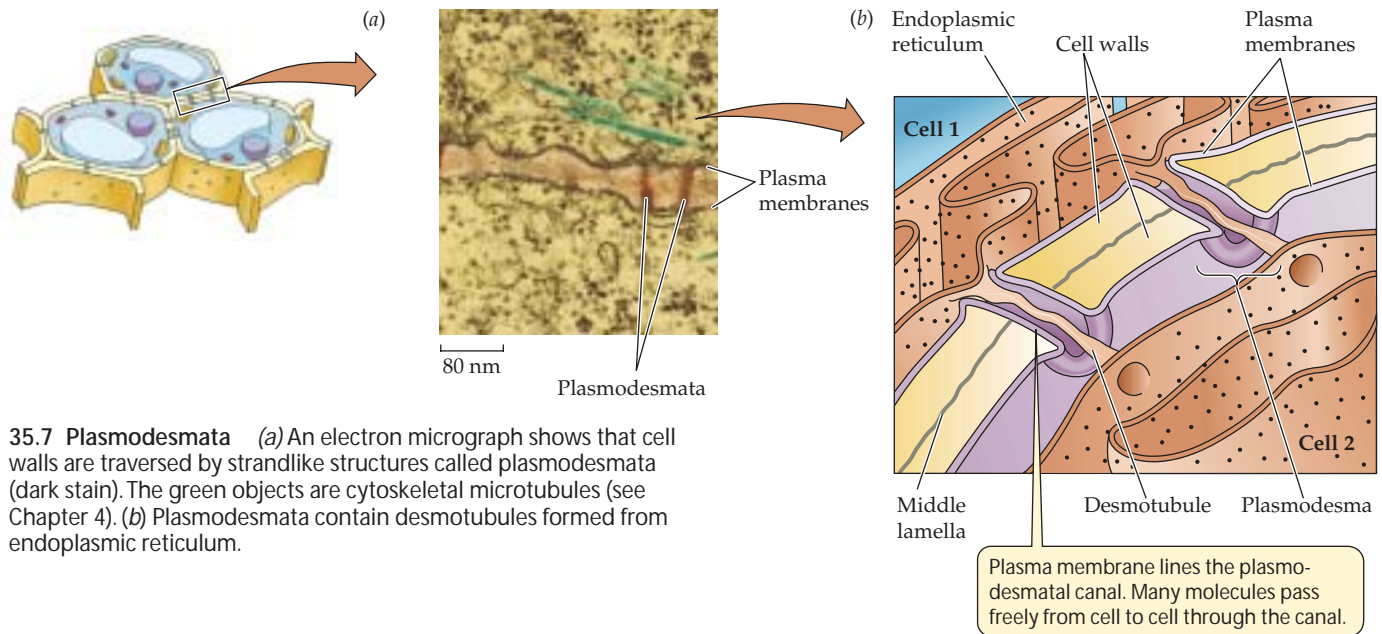 (a)
Plasma
membranes
80 nm
Plasmodesmata
35.7 Plasmodesmata (a) An electron micrograph shows that cell
walls are traversed by strandlike structures called plasmodesmata
(dark stain). The green objects are cytoskeletal microtubules (see
Chapter 4). (b) Plasmodesmata contain desmotubules formed from
endoplasmic reticulum.
(b)
Endoplasmic
reticulum
Cell walls
Plasma
membranes
Cell 1
Cell 2
Middle
lamella
Desmotubule
Plasmodesma
Plasma membrane lines the plasmo-
desmatal canal. Many molecules pass
freely from cell to cell through the canal.